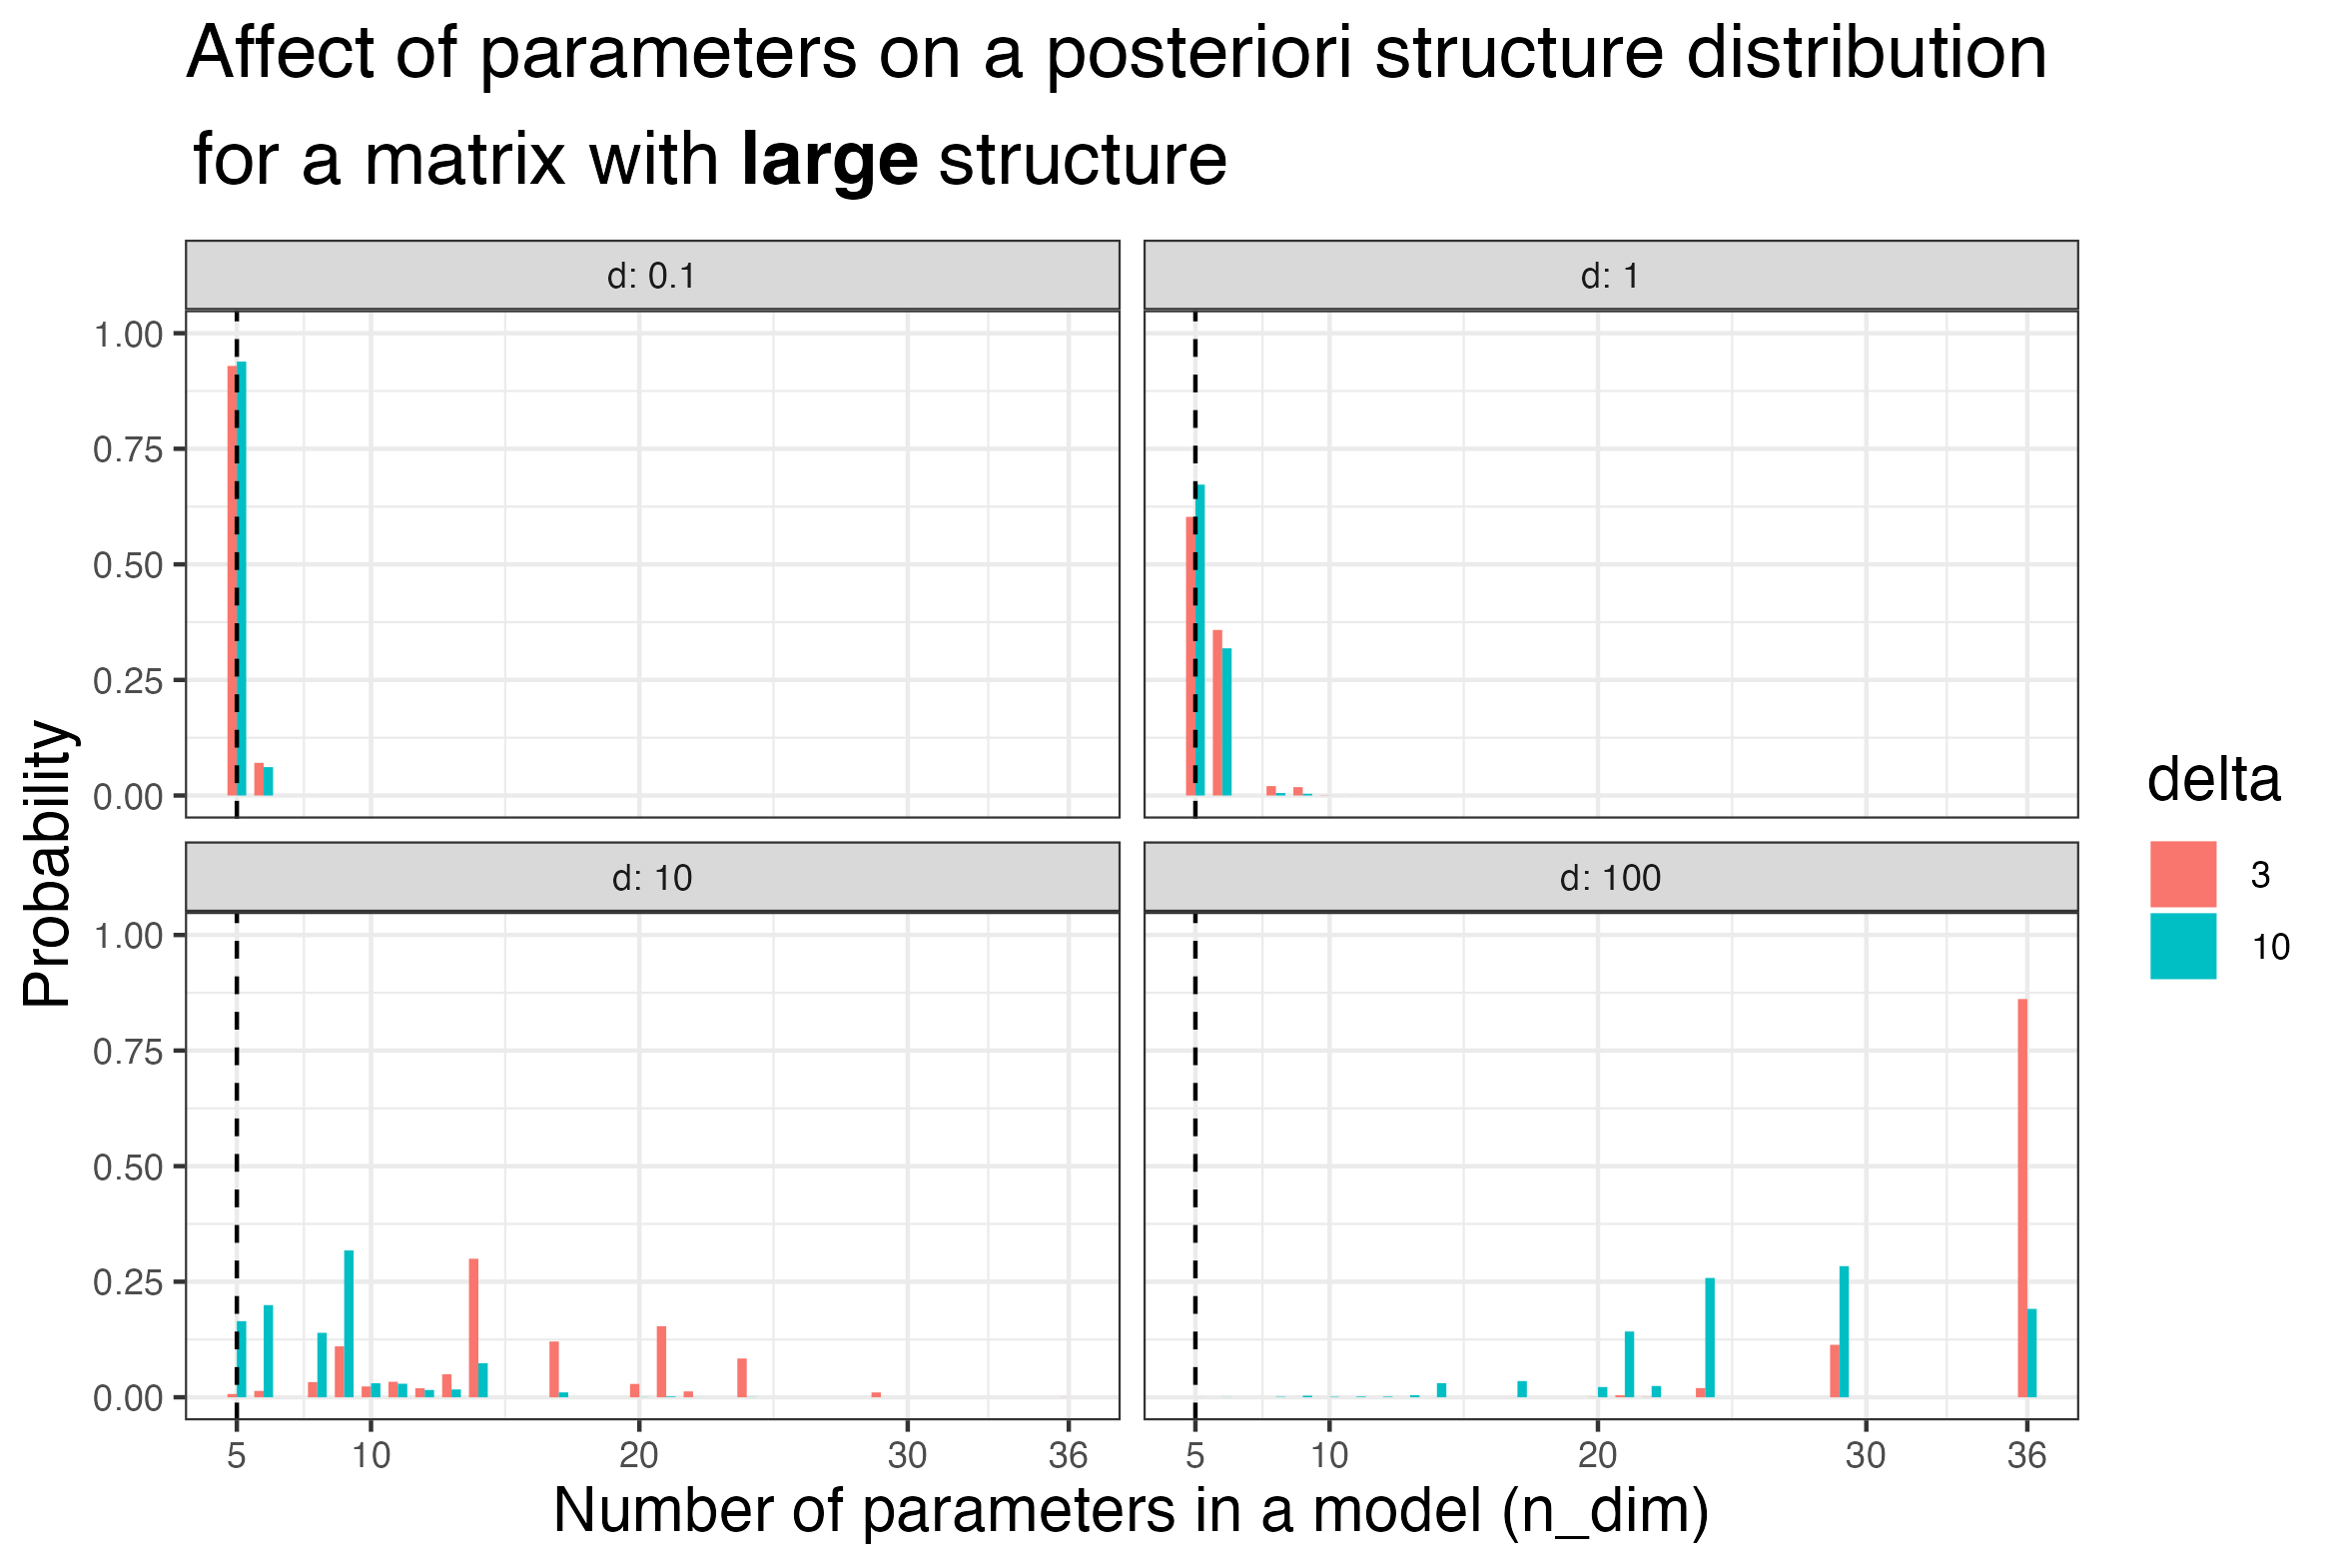 Affect of parameters on a posteriori structure distribution
for a matrix with large structure
d: 0.1
d: 1
1.00
0.75
0.50
0.25
0.00
d: 10
d: 100
1.00
0.75
0.50
0.25
0.00
5 10 20 30 36
5 10 20 30 36
Number of parameters in a model (n_dim)
Probability
delta
3
10